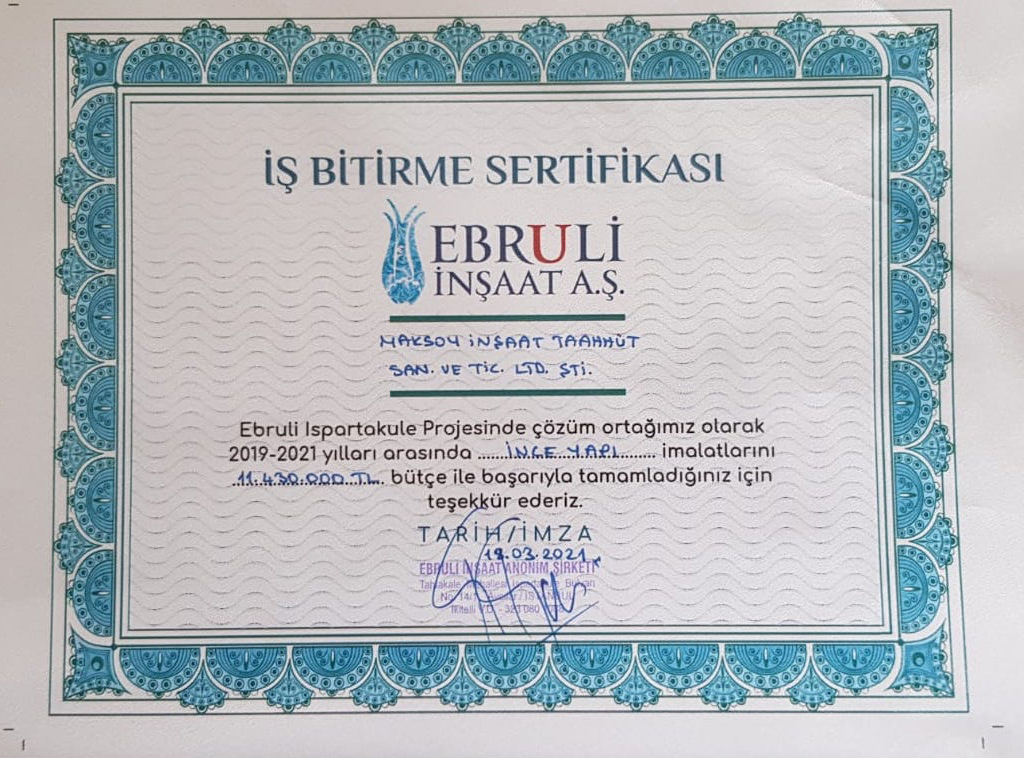 İŞ BİTİRME SERTİFİKASI
EBRULİ
İNŞAAT A.Ş.
MAKSOY İNŞAAT TAAHHÜT
SAN. VE TİC. LTD. ŞTİ.
Ebruli Ispartakule Projesinde çözüm ortağımız olarak
2019-2021 yılları arasında ......İNCE YAPI....... imalatlarını
..11.430.000.TL.. bütçe ile başarıyla tamamladığınız için
teşekkür ederiz.
TARİH/İMZA
18.03.2021
EBRULİ İNŞAAT ANONİM ŞİRKETİ